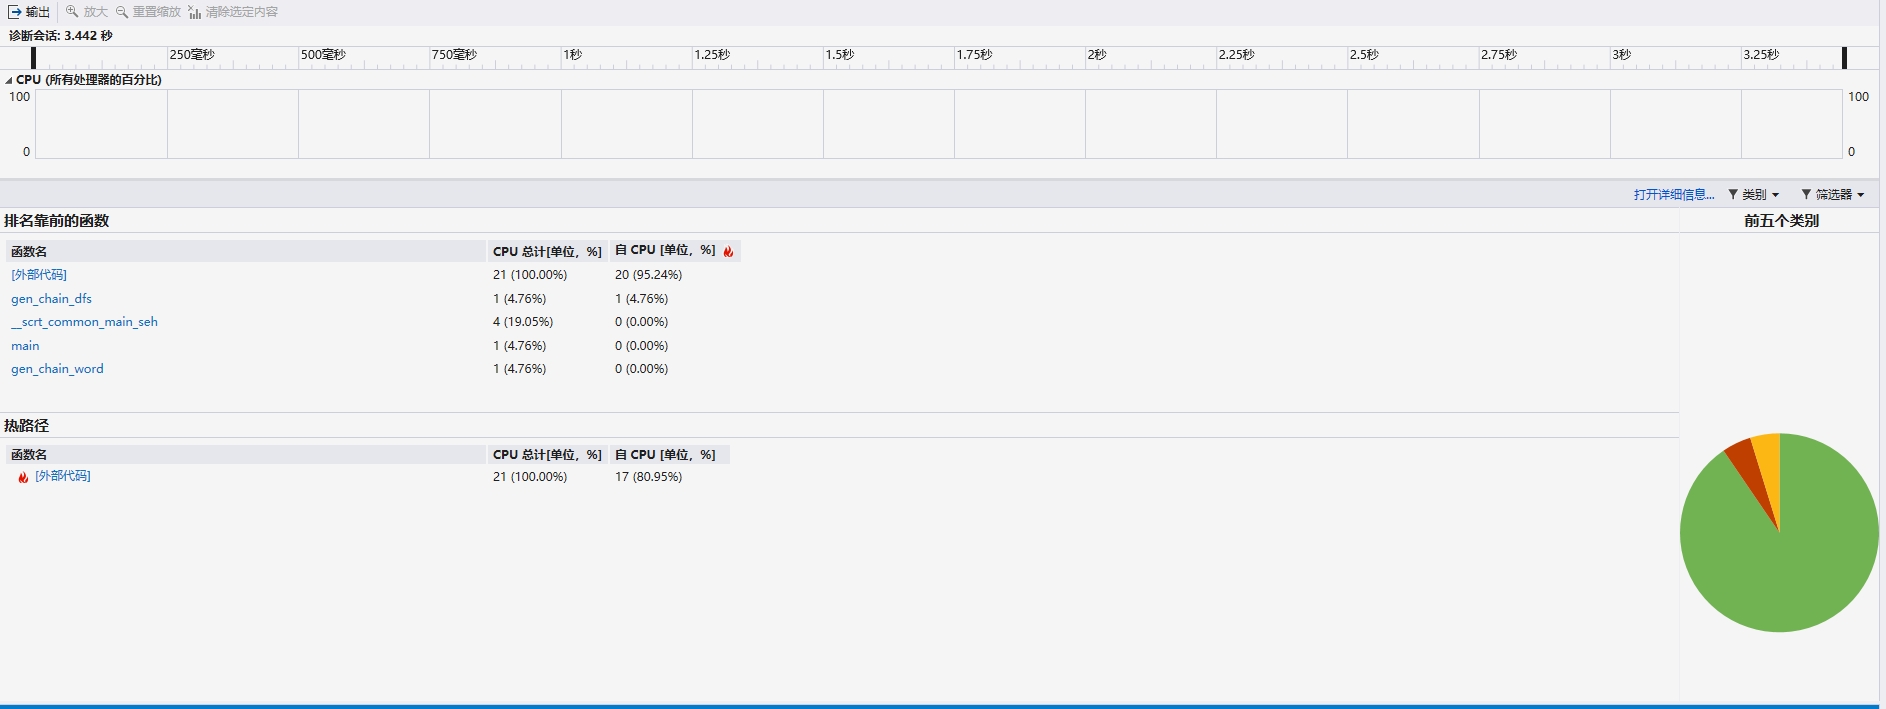 输出 放大 重置缩放 清除选定内容
诊断会话: 3.442 秒
250毫秒 500毫秒 750毫秒 1秒 1.25秒 1.5秒 1.75秒 2秒 2.25秒 2.5秒 2.75秒 3秒 3.25秒
CPU (所有处理器的百分比)
100 100
0 0
打开详细信息... 类别 筛选器
排名靠前的函数 前五个类别
函数名 CPU 总计[单位，%] 自 CPU [单位，%]
[外部代码] 21 (100.00%) 20 (95.24%)
gen_chain_dfs 1 (4.76%) 1 (4.76%)
__scrt_common_main_seh 4 (19.05%) 0 (0.00%)
main 1 (4.76%) 0 (0.00%)
gen_chain_word 1 (4.76%) 0 (0.00%)
热路径
函数名 CPU 总计[单位，%] 自 CPU [单位，%]
[外部代码] 21 (100.00%) 17 (80.95%)